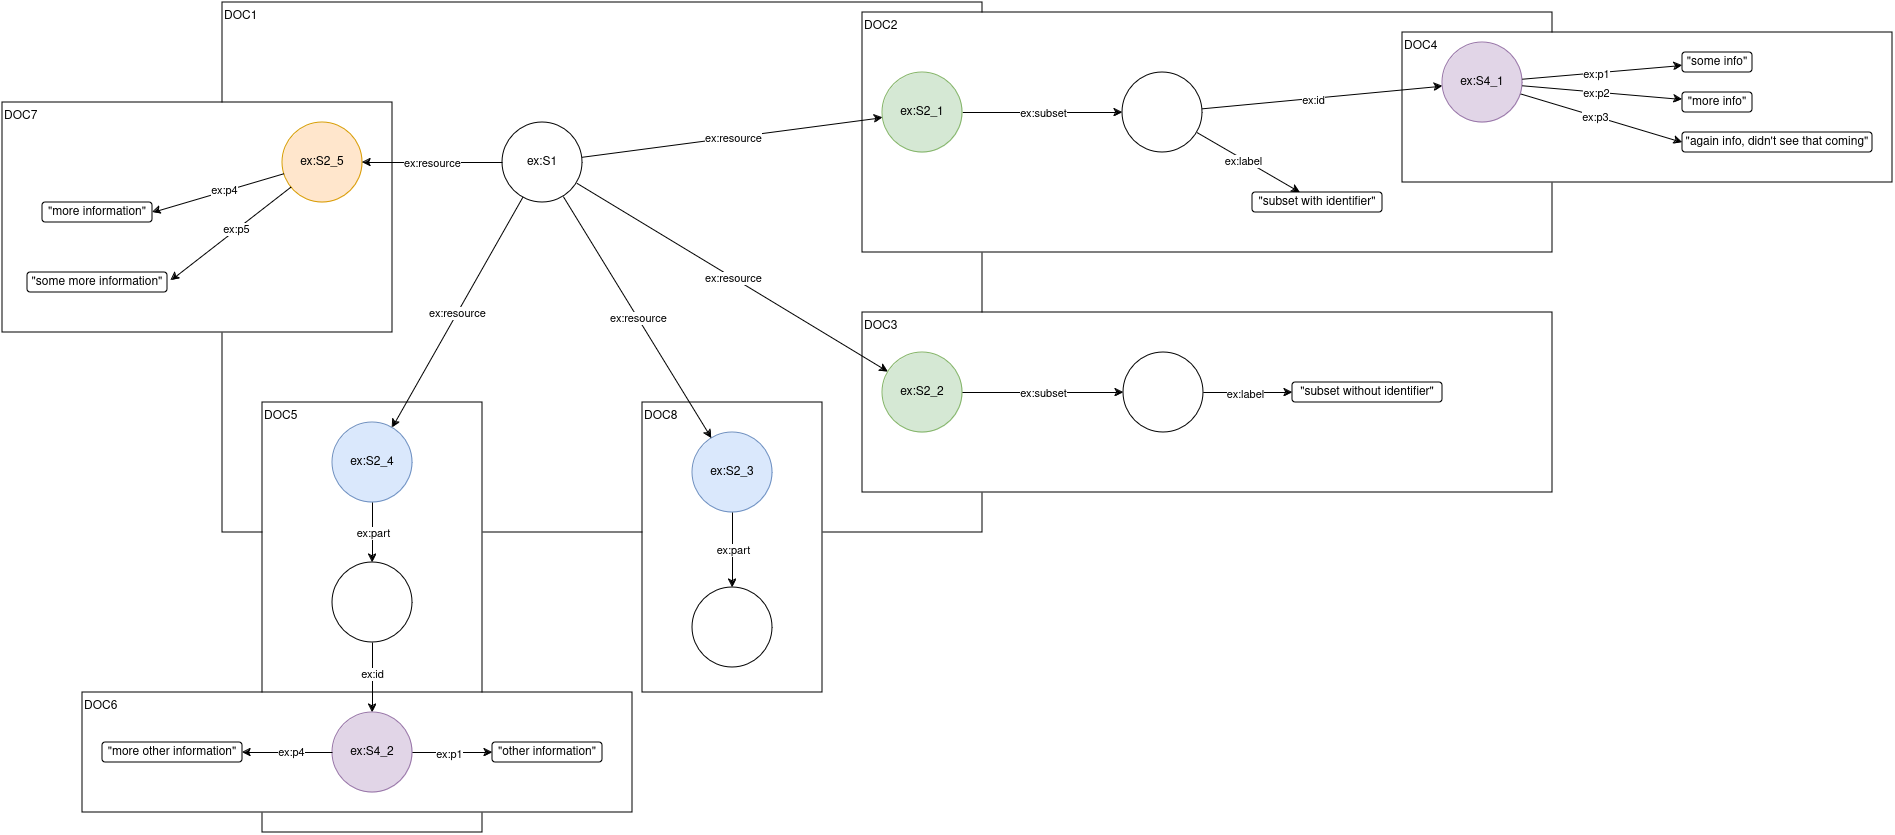 DOC1
DOC2
DOC4
"some info"
ex:p1
ex:S4_1
ex:p2
"more info"
ex:id
DOC7
ex:S2_1
ex:subset
ex:p3
ex:resource
"again info, didn't see that coming"
ex:S2_5
ex:resource
ex:S1
ex:label
ex:p4
"subset with identifier"
"more information"
ex:p5
"some more information"
ex:resource
ex:resource
ex:resource
DOC3
ex:S2_2
ex:subset
ex:label
"subset without identifier"
DOC5
DOC8
ex:S2_4
ex:S2_3
ex:part
ex:part
ex:id
DOC6
"more other information"
ex:p4
ex:S4_2
ex:p1
"other information"